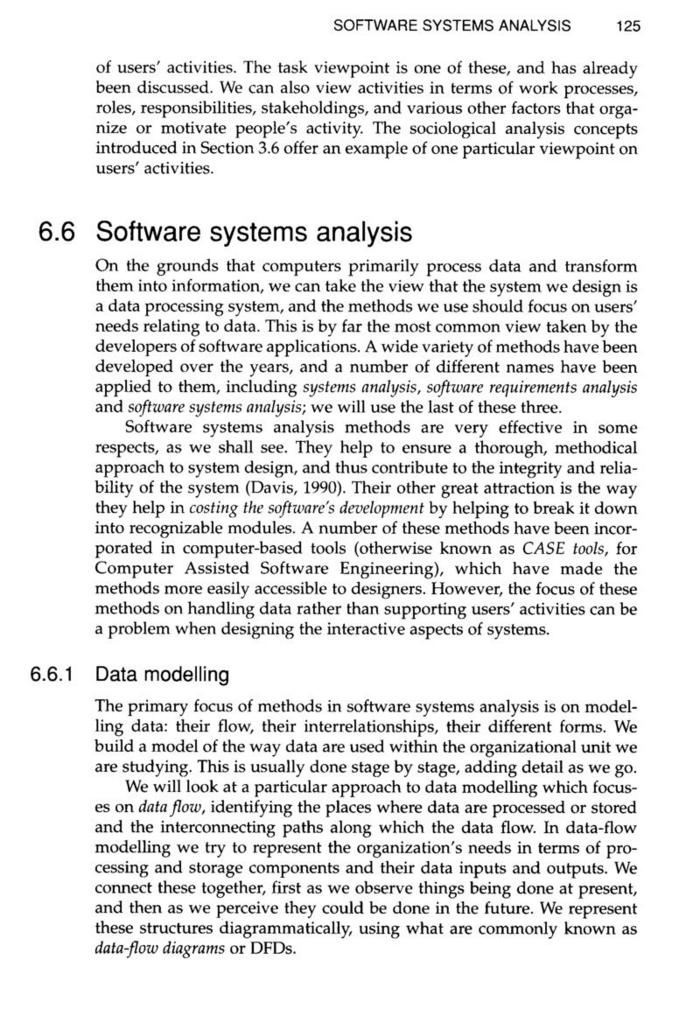 SOFTWARE SYSTEMS ANALYSIS 125
of users' activities. The task viewpoint is one of these, and has already
been discussed. We can also view activities in terms of work processes,
roles, responsibilities, stakeholdings, and various other factors that orga-
nize or motivate people's activity. The sociological analysis concepts
introduced in Section 3.6 offer an example of one particular viewpoint on
users' activities.
6.6 Software systems analysis
On the grounds that computers primarily process data and transform
them into information, we can take the view that the system we design is
a data processing system, and the methods we use should focus on users'
needs relating to data. This is by far the most common view taken by the
developers of software applications. A wide variety of methods have been
developed over the years, and a number of different names have been
applied to them, including systems analysis, software requirements analysis
and software systems analysis; we will use the last of these three.
Software systems analysis methods are very effective in some
respects, as we shall see. They help to ensure a thorough, methodical
approach to system design, and thus contribute to the integrity and relia-
bility of the system (Davis, 1990). Their other great attraction is the way
they help in costing the software's development by helping to break it down
into recognizable modules. A number of these methods have been incor-
porated in computer-based tools (otherwise known as CASE tools, for
Computer Assisted Software Engineering), which have made the
methods more easily accessible to designers. However, the focus of these
methods on handling data rather than supporting users' activities can be
a problem when designing the interactive aspects of systems.
6.6.1 Data modelling
The primary focus of methods in software systems analysis is on model-
ling data: their flow, their interrelationships, their different forms. We
build a model of the way data are used within the organizational unit we
are studying. This is usually done stage by stage, adding detail as we go.
We will look at a particular approach to data modelling which focus-
es on data flow, identifying the places where data are processed or stored
and the interconnecting paths along which the data flow. In data-flow
modelling we try to represent the organization's needs in terms of pro-
cessing and storage components and their data inputs and outputs. We
connect these together, first as we observe things being done at present,
and then as we perceive they could be done in the future. We represent
these structures diagrammatically, using what are commonly known as
data-flow diagrams or DFDs.